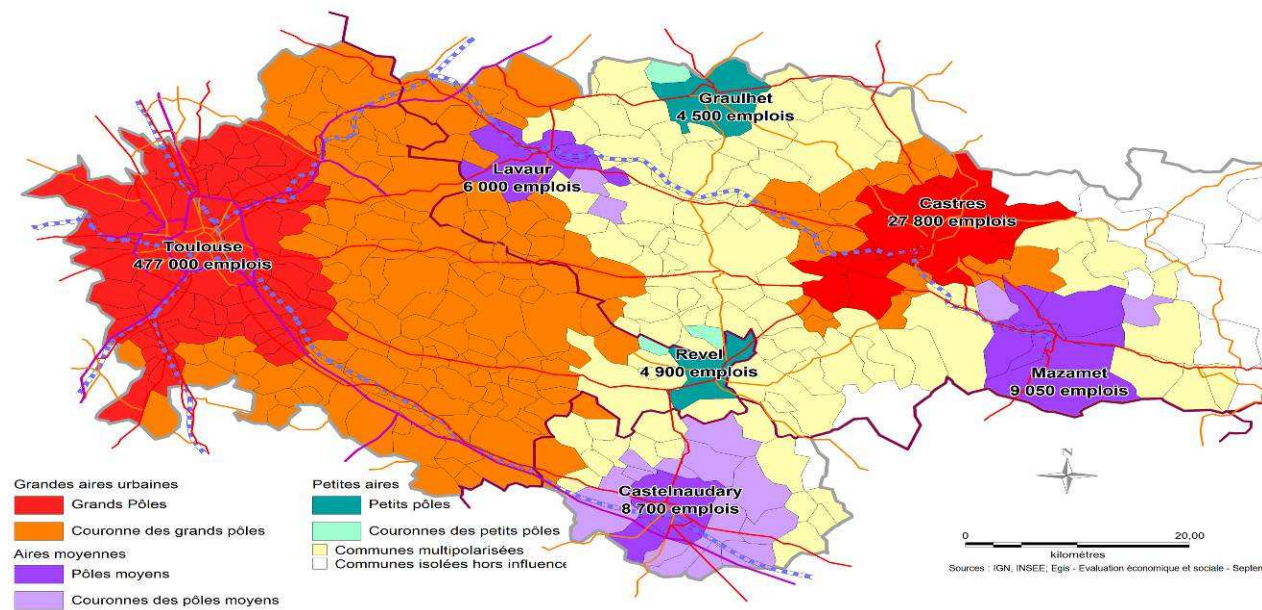 Graulhet
4 500 emplois
Lavaur
6 000 emplois
Castres
27 800 emplois
Toulouse
477 000 emplois
Revel
4 900 emplois
Mazamet
9 050 emplois
Castelnaudary
8 700 emplois
N
Grandes aires urbaines
Grands Pôles
Couronne des grands pôles
Aires moyennes
Pôles moyens
Couronnes des pôles moyens
Petites aires
Petits pôles
Couronnes des petits pôles
Communes multipolarisées
Communes isolées hors influence
0 20,00
kilomètres
Sources : IGN, INSEE; Egis - Evaluation économique et sociale - Septem